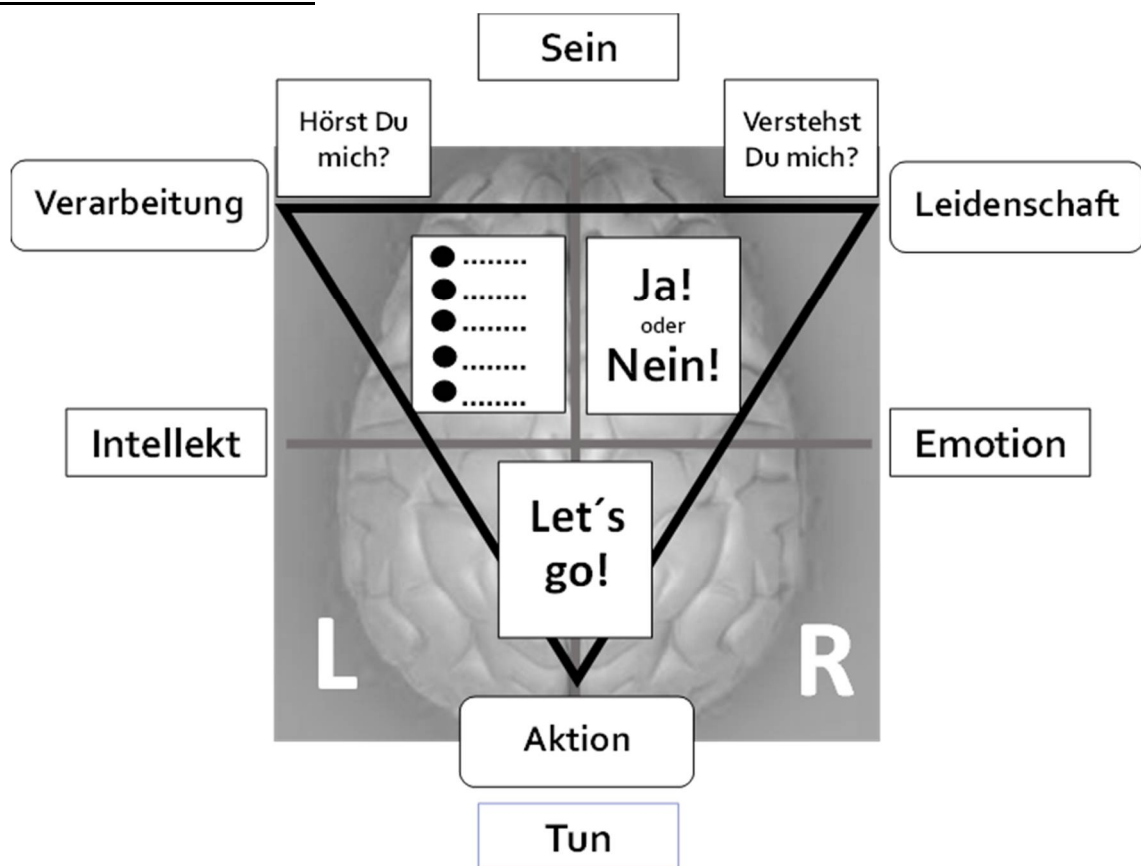 Sein
Hörst Du
mich?
Verstehst
Du mich?
Verarbeitung
Leidenschaft
........
........
........
........
........
Ja!
oder
Nein!
Intellekt
Emotion
Let´s
go!
L
R
Aktion
Tun